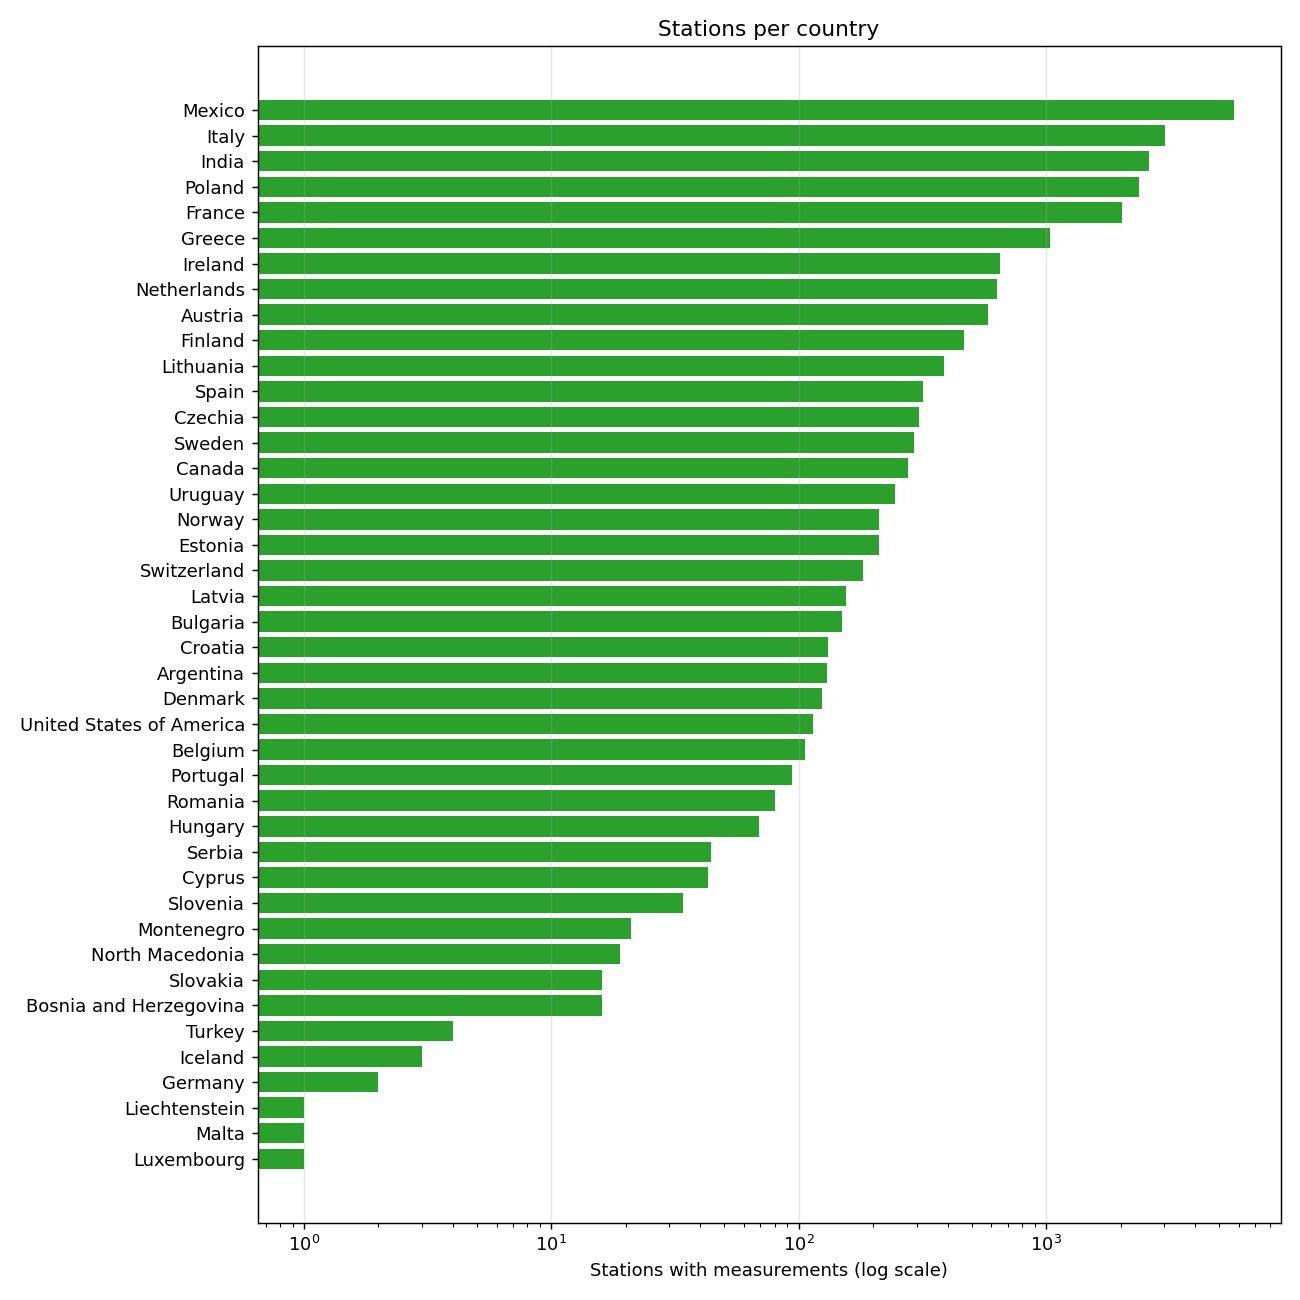 Stations per country
Mexico
Italy
India
Poland
France
Greece
Ireland
Netherlands
Austria
Finland
Lithuania
Spain
Czechia
Sweden
Canada
Uruguay
Norway
Estonia
Switzerland
Latvia
Bulgaria
Croatia
Argentina
Denmark
United States of America
Belgium
Portugal
Romania
Hungary
Serbia
Cyprus
Slovenia
Montenegro
North Macedonia
Slovakia
Bosnia and Herzegovina
Turkey
Iceland
Germany
Liechtenstein
Malta
Luxembourg
10⁰ 10¹ 10² 10³
Stations with measurements (log scale)